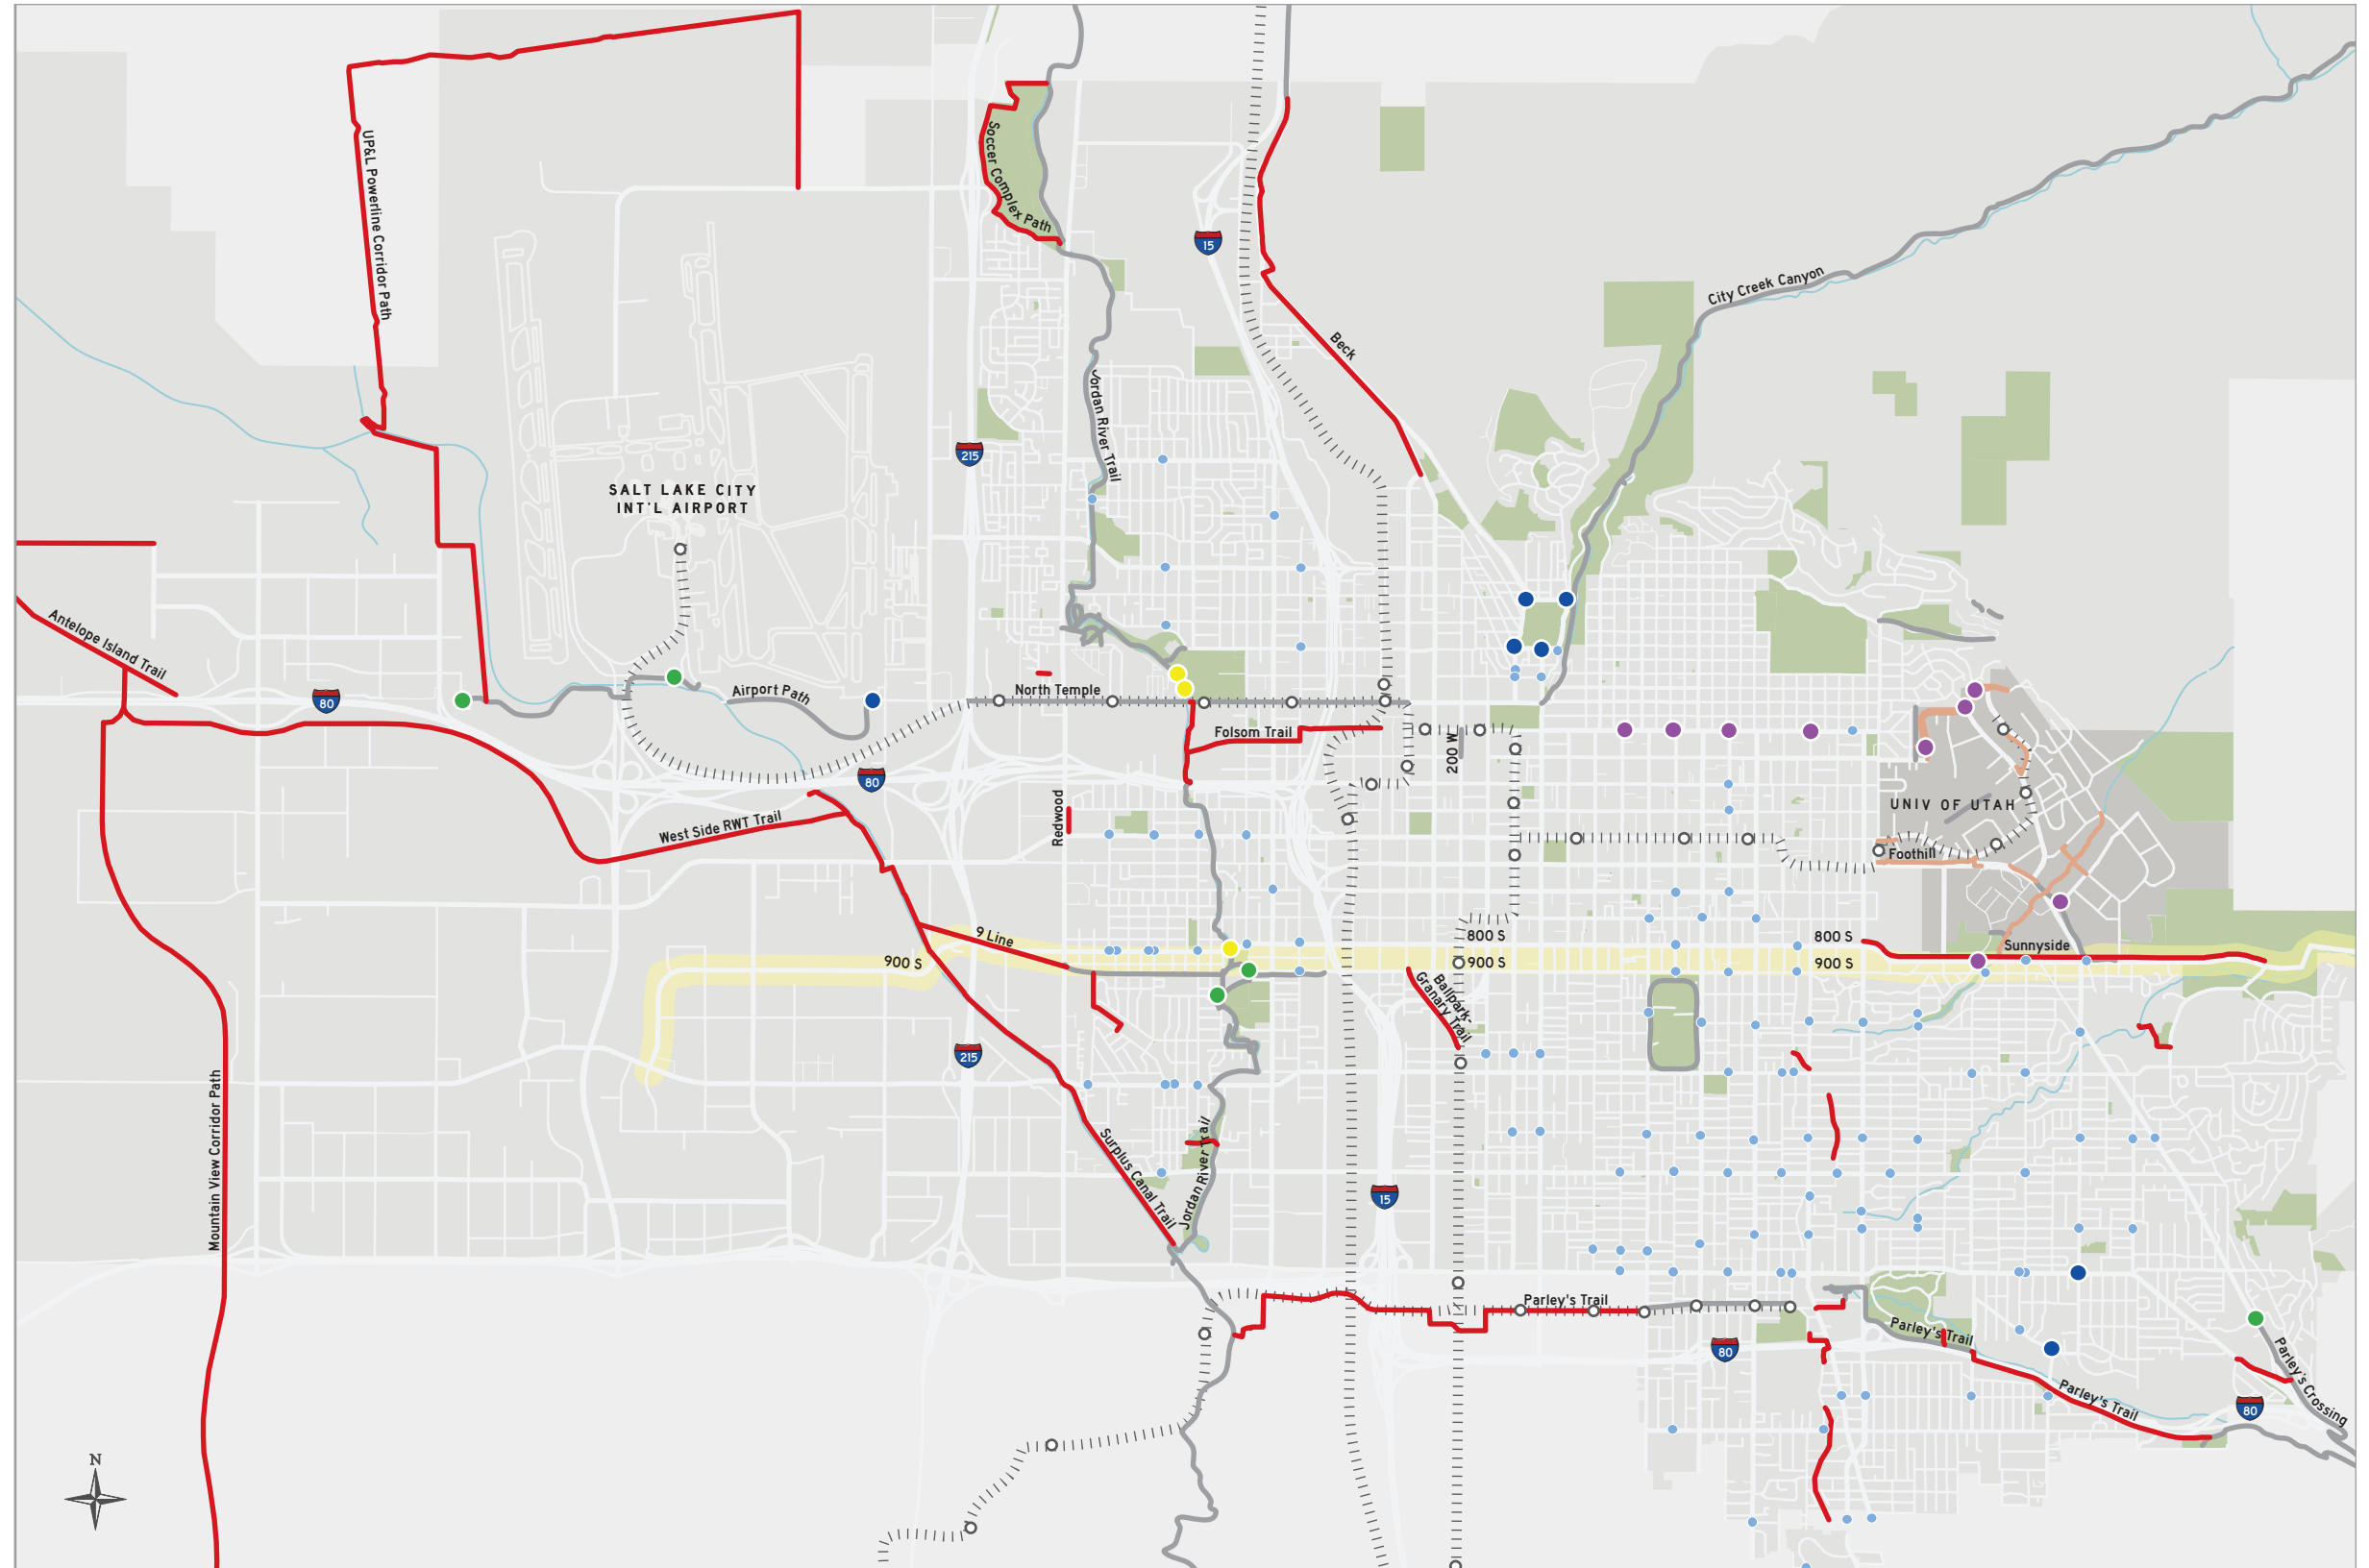 UP&L Powerline Corridor Path
Soccer Complex Path
15
City Creek Canyon
Beck
Jordan River Trail
215
SALT LAKE CITY
INT'L AIRPORT
Antelope Island Trail
80
Airport Path
North Temple
Folsom Trail
200 W
80
UNIV OF UTAH
Redwood
West Side RWT Trail
Foothill
9 Line
800 S
800 S
Sunnyside
900 S
900 S
900 S
Ballpark-
Granary Trail
215
Mountain View Corridor Path
Surplus Canal Trail
Jordan River Trail
15
Parley's Trail
Parley's Trail
80
Parley's Crossing
Parley's Trail
80
N